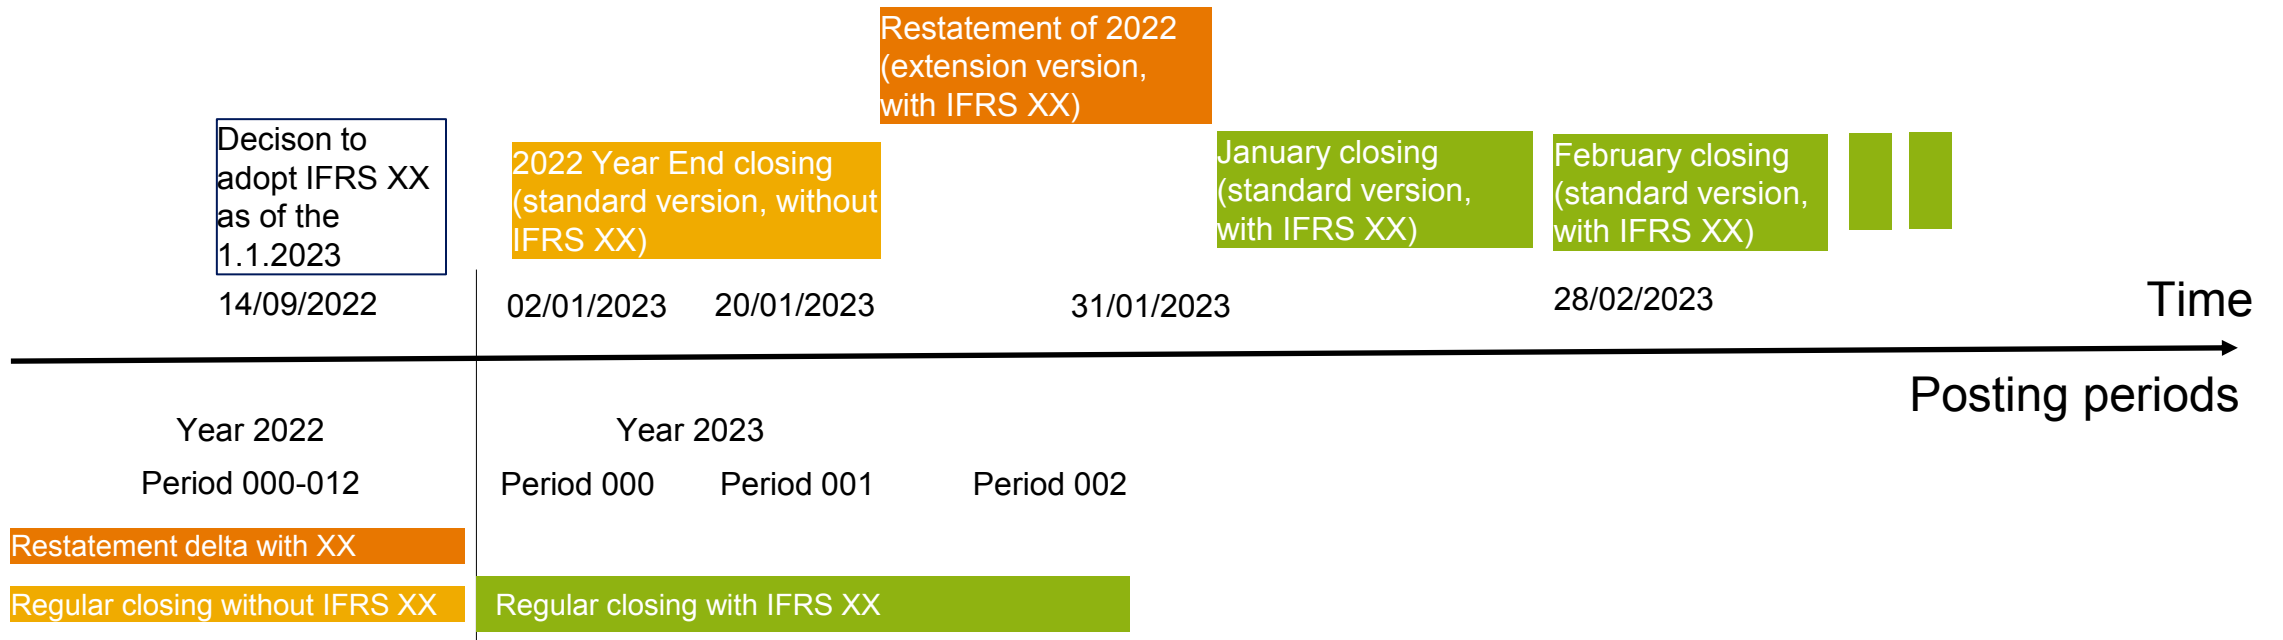 Restatement of 2022
(extension version,
with IFRS XX)
Decison to
adopt IFRS XX
as of the
1.1.2023
2022 Year End closing
(standard version, without
IFRS XX)
January closing
(standard version,
with IFRS XX)
February closing
(standard version,
with IFRS XX)
14/09/2022
02/01/2023
20/01/2023
31/01/2023
28/02/2023
Time
Posting periods
Year 2022
Year 2023
Period 000-012
Period 000
Period 001
Period 002
Restatement delta with XX
Regular closing without IFRS XX
Regular closing with IFRS XX